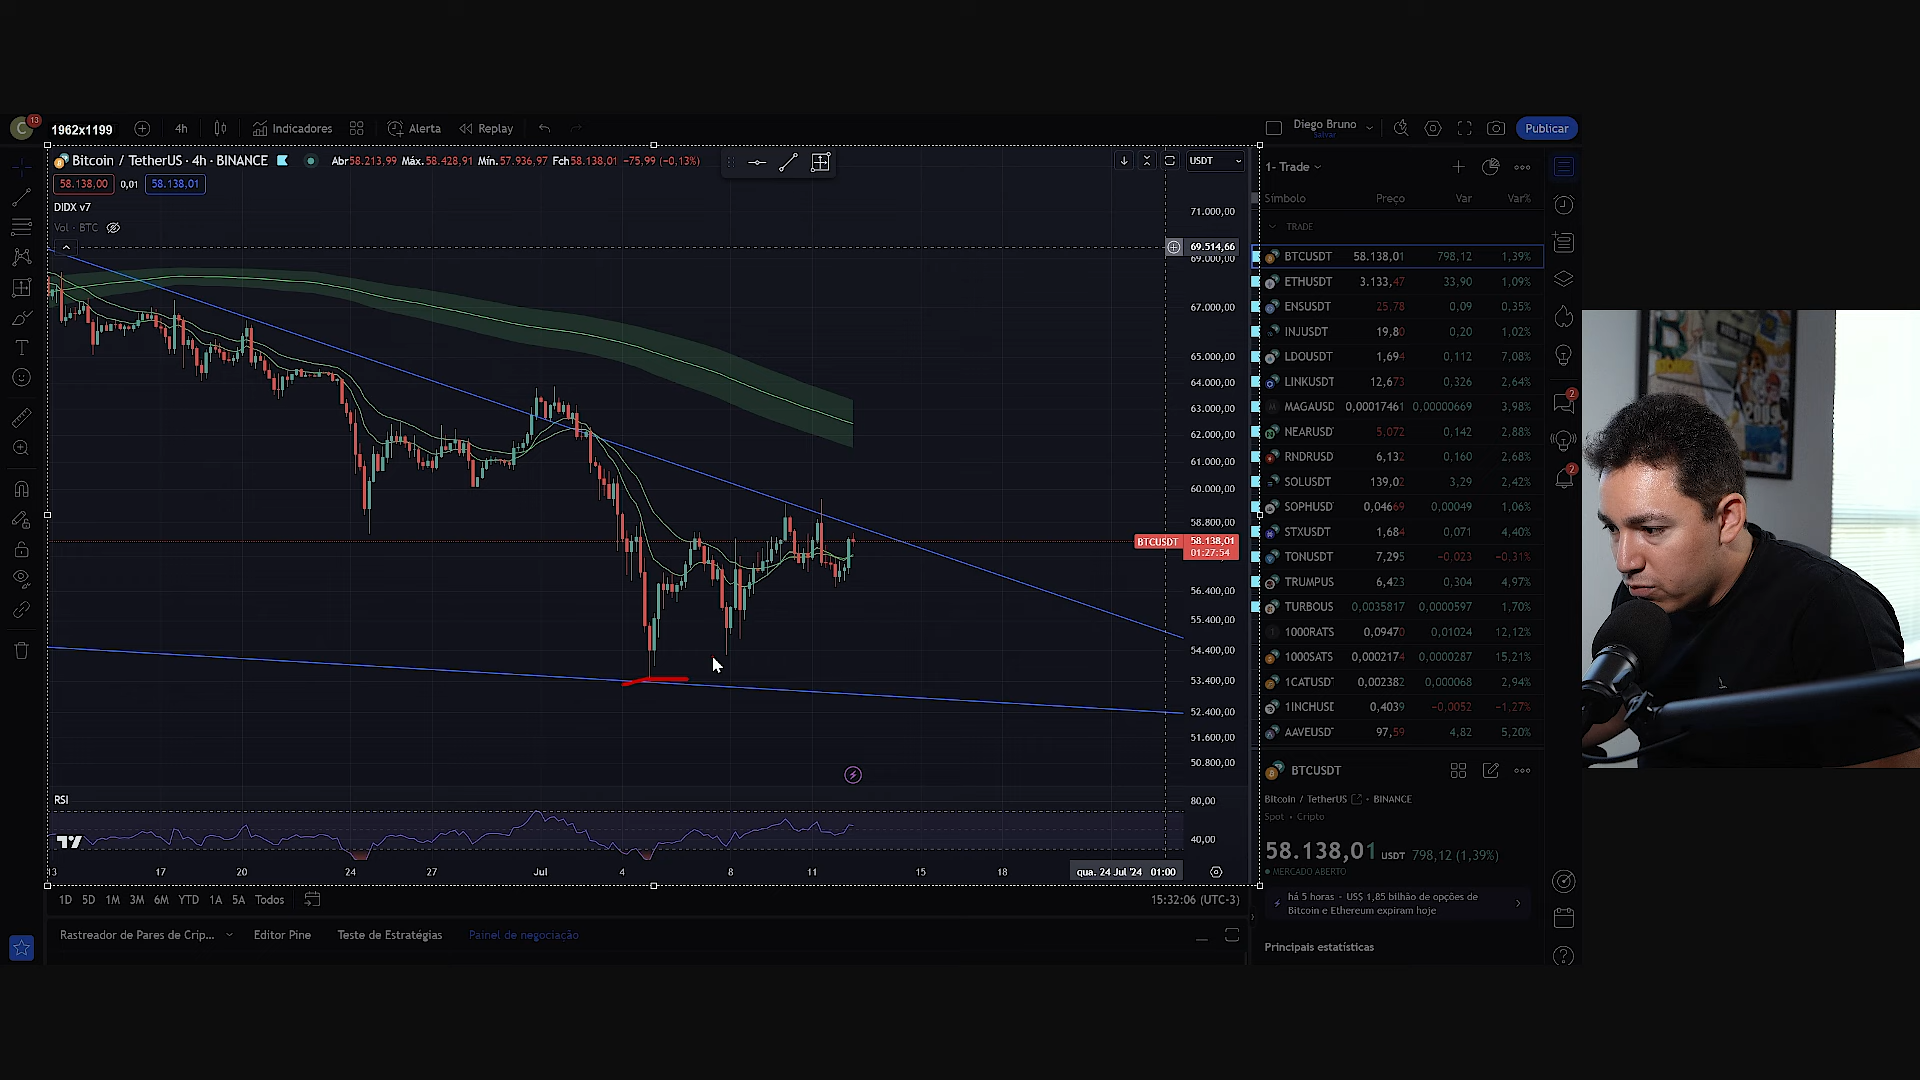 C
13
1962x1199
4h
Indicadores
Alerta
Replay
Diego Bruno
Salvar
Publicar
Bitcoin / TetherUS · 4h · BINANCE
Abr58.213,99 Máx.58.428,91 Mín.57.936,97 Fch58.138,01 −75,99 (−0,13%)
USDT
58.138,00
0,01
58.138,01
DIDX v7
Vol · BTC
71.000,00
69.514,66
69.000,00
67.000,00
65.000,00
64.000,00
63.000,00
62.000,00
61.000,00
60.000,00
58.800,00
BTCUSDT
58.138,01
01:27:54
56.400,00
55.400,00
54.400,00
53.400,00
52.400,00
51.600,00
50.800,00
RSI
80,00
40,00
13 17 20 24 27 Jul 4 8 11 15 18
qua. 24 Jul '24 01:00
1D 5D 1M 3M 6M YTD 1A 5A Todos
15:32:06 (UTC-3)
Rastreador de Pares de Crip...
Editor Pine
Teste de Estratégias
Painel de negociação
1- Trade
Símbolo Preço Var Var%
TRADE
BTCUSDT 58.138,01 798,12 1,39%
ETHUSDT 3.133,47 33,90 1,09%
ENSUSDT 25.78 0,09 0,35%
INJUSDT 19,80 0,20 1,02%
LDOUSDT 1,694 0,112 7,08%
LINKUSDT 12,673 0,326 2,64%
MAGAUSD 0,00017461 0,00000669 3,98%
NEARUSD 5,072 0,142 2,88%
RNDRUSD 6,132 0,160 2,68%
SOLUSDT 139,02 3,29 2,42%
SOPHUSDT 0,04669 0,00049 1,06%
STXUSDT 1,684 0,071 4,40%
TONUSDT 7,295 −0,023 −0,31%
TRUMPUS 6,423 0,304 4,97%
TURBOUS 0,0035817 0,0000597 1,70%
1000RATS 0,09470 0,01024 12,12%
1000SATS 0,0002174 0,0000287 15,21%
1CATUSDT 0,002382 0,000068 2,94%
1INCHUSD 0,4039 −0,0052 −1,27%
AAVEUSDT 97,59 4,82 5,20%
2
2
BTCUSDT
Bitcoin / TetherUS · BINANCE
Spot · Cripto
58.138,01 USDT 798,12 (1,39%)
MERCADO ABERTO
há 5 horas - US$ 1,85 bilhão de opções de
Bitcoin e Ethereum expiram hoje
Principais estatísticas